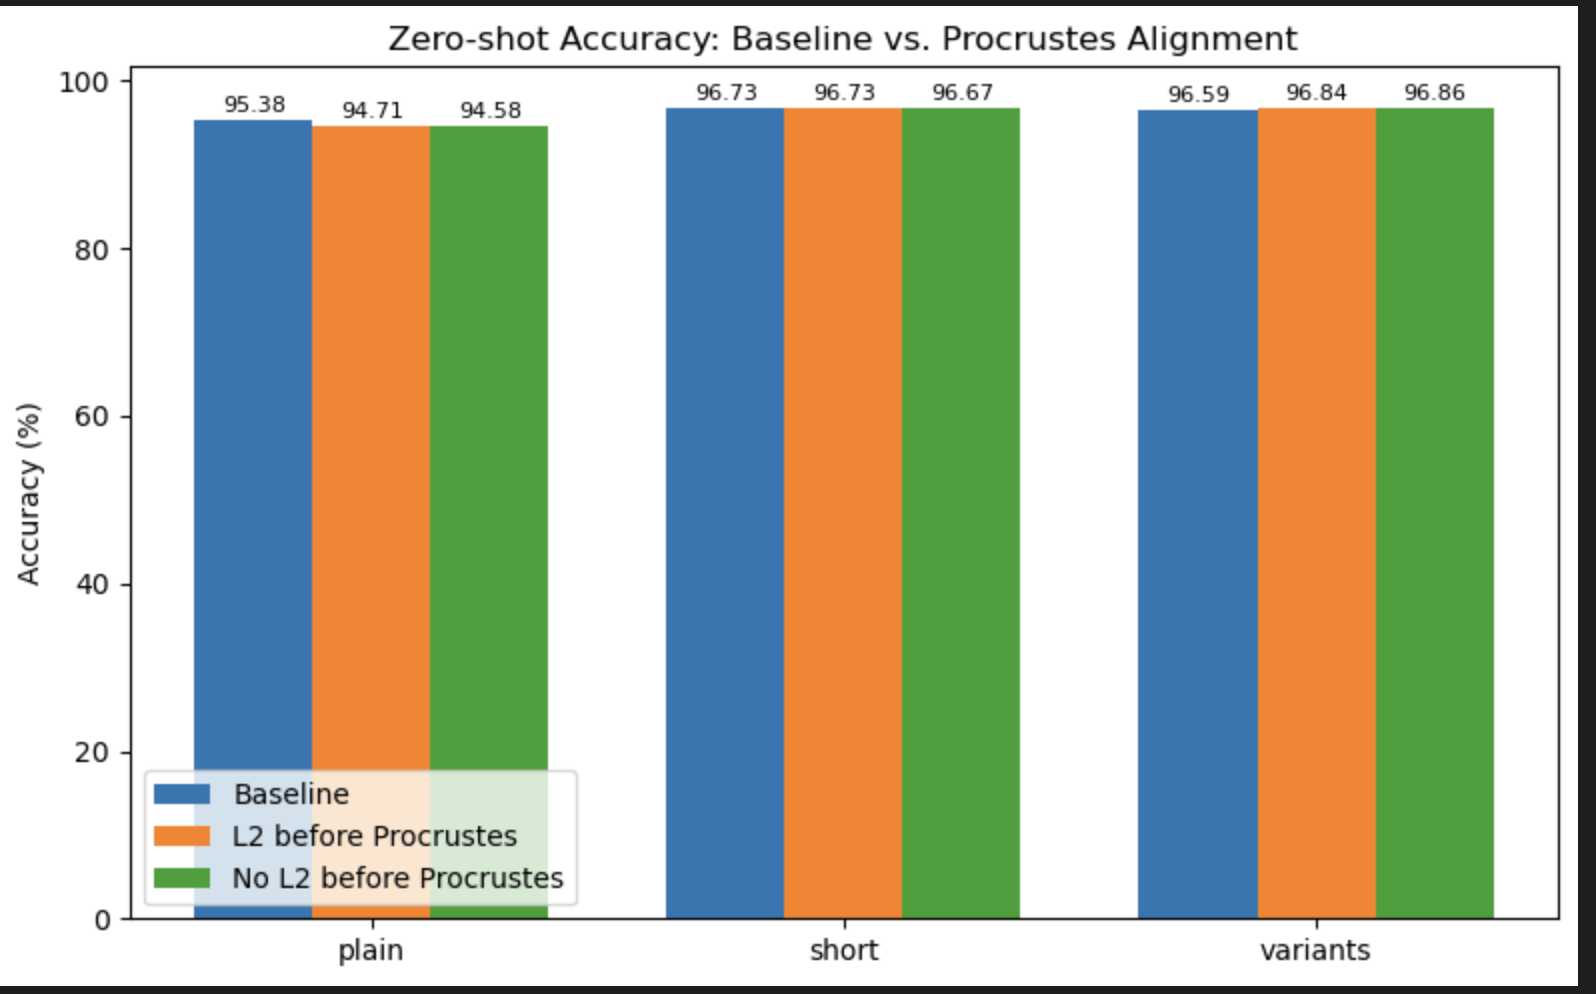 Zero-shot Accuracy: Baseline vs. Procrustes Alignment
Accuracy (%)
100
80
60
40
20
0
95.38
94.71
94.58
96.73
96.73
96.67
96.59
96.84
96.86
Baseline
L2 before Procrustes
No L2 before Procrustes
plain
short
variants